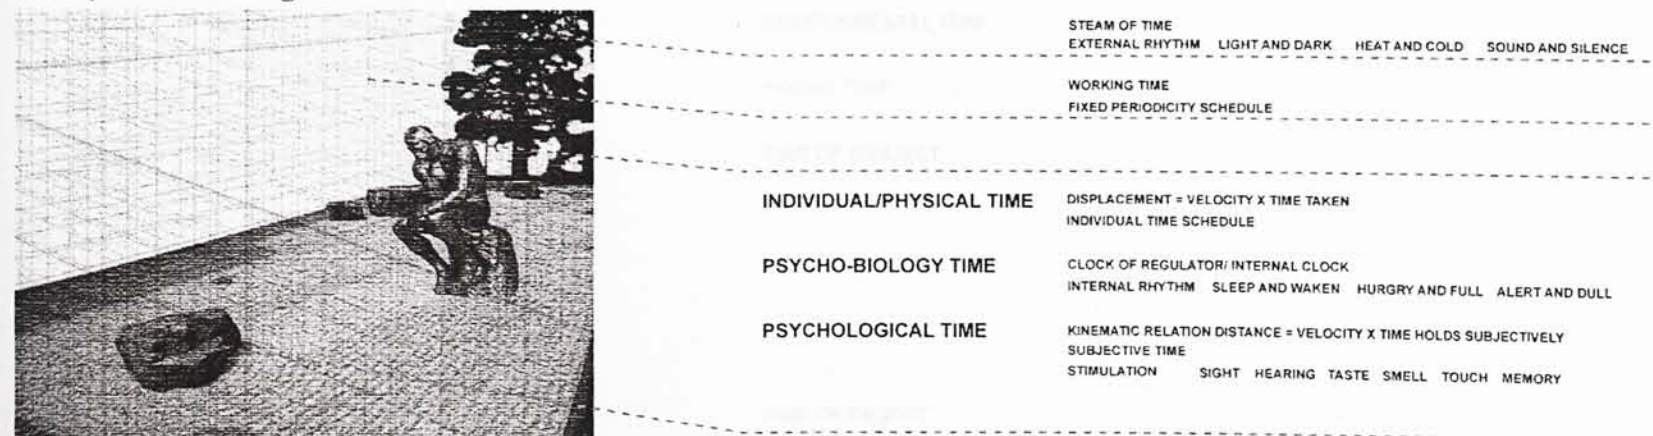 STEAM OF TIME
EXTERNAL RHYTHM LIGHT AND DARK HEAT AND COLD SOUND AND SILENCE
WORKING TIME
FIXED PERIODICITY SCHEDULE
INDIVIDUAL/PHYSICAL TIME DISPLACEMENT = VELOCITY X TIME TAKEN
INDIVIDUAL TIME SCHEDULE
PSYCHO-BIOLOGY TIME CLOCK OF REGULATOR/ INTERNAL CLOCK
INTERNAL RHYTHM SLEEP AND WAKEN HURGRY AND FULL ALERT AND DULL
PSYCHOLOGICAL TIME KINEMATIC RELATION DISTANCE = VELOCITY X TIME HOLDS SUBJECTIVELY
SUBJECTIVE TIME
STIMULATION SIGHT HEARING TASTE SMELL TOUCH MEMORY